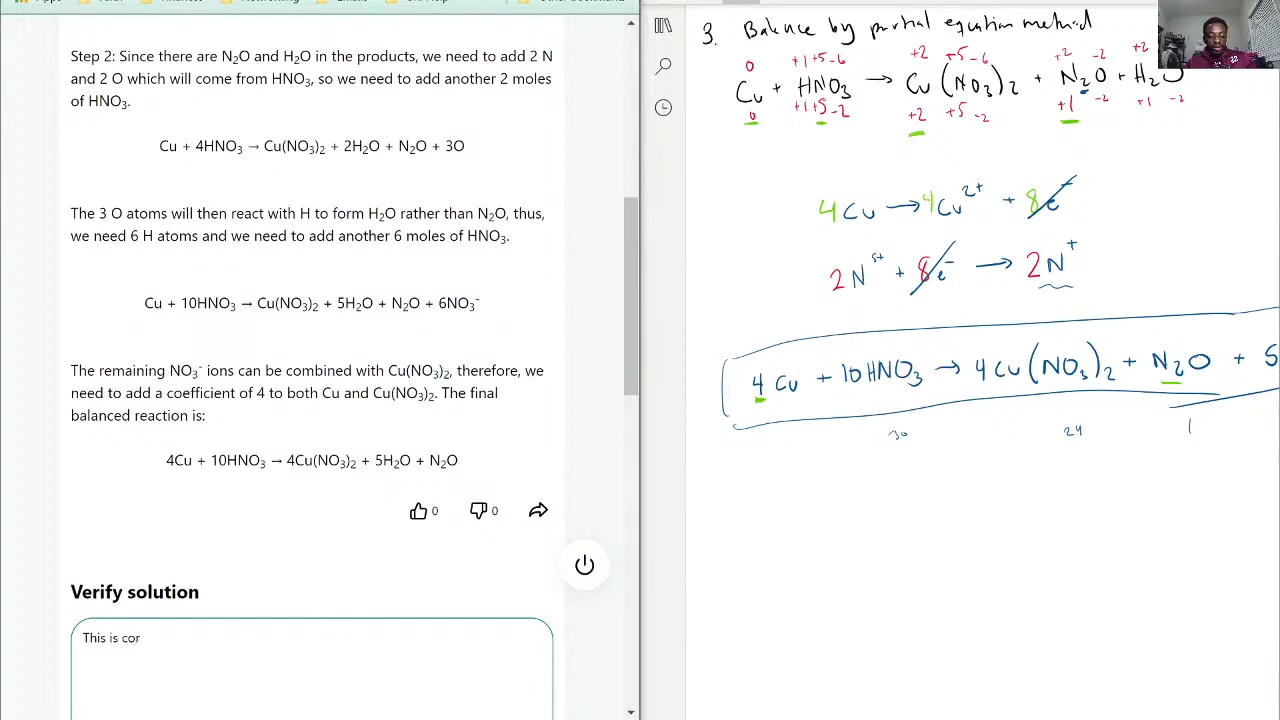 Step 2: Since there are N₂O and H₂O in the products, we need to add 2 N
and 2 O which will come from HNO₃, so we need to add another 2 moles
of HNO₃.
Cu + 4HNO₃ → Cu(NO₃)₂ + 2H₂O + N₂O + 3O
The 3 O atoms will then react with H to form H₂O rather than N₂O, thus,
we need 6 H atoms and we need to add another 6 moles of HNO₃.
Cu + 10HNO₃ → Cu(NO₃)₂ + 5H₂O + N₂O + 6NO₃⁻
The remaining NO₃⁻ ions can be combined with Cu(NO₃)₂, therefore, we
need to add a coefficient of 4 to both Cu and Cu(NO₃)₂. The final
balanced reaction is:
4Cu + 10HNO₃ → 4Cu(NO₃)₂ + 5H₂O + N₂O
0 0
Verify solution
This is cor
3. Balance by partial equation method
0 +1 +5 -6 +2 +5 -6 +2 -2 +2
Cu + HNO₃ → Cu(NO₃)₂ + N₂O + H₂O
0 +1 +5 -2 +2 +5 -2 +1 -2 +1 -2
4Cu → 4Cu²⁺ + 8e⁻
2N⁵⁺ + 8e⁻ → 2N⁺
4Cu + 10HNO₃ → 4Cu(NO₃)₂ + N₂O + 5
30 24 1